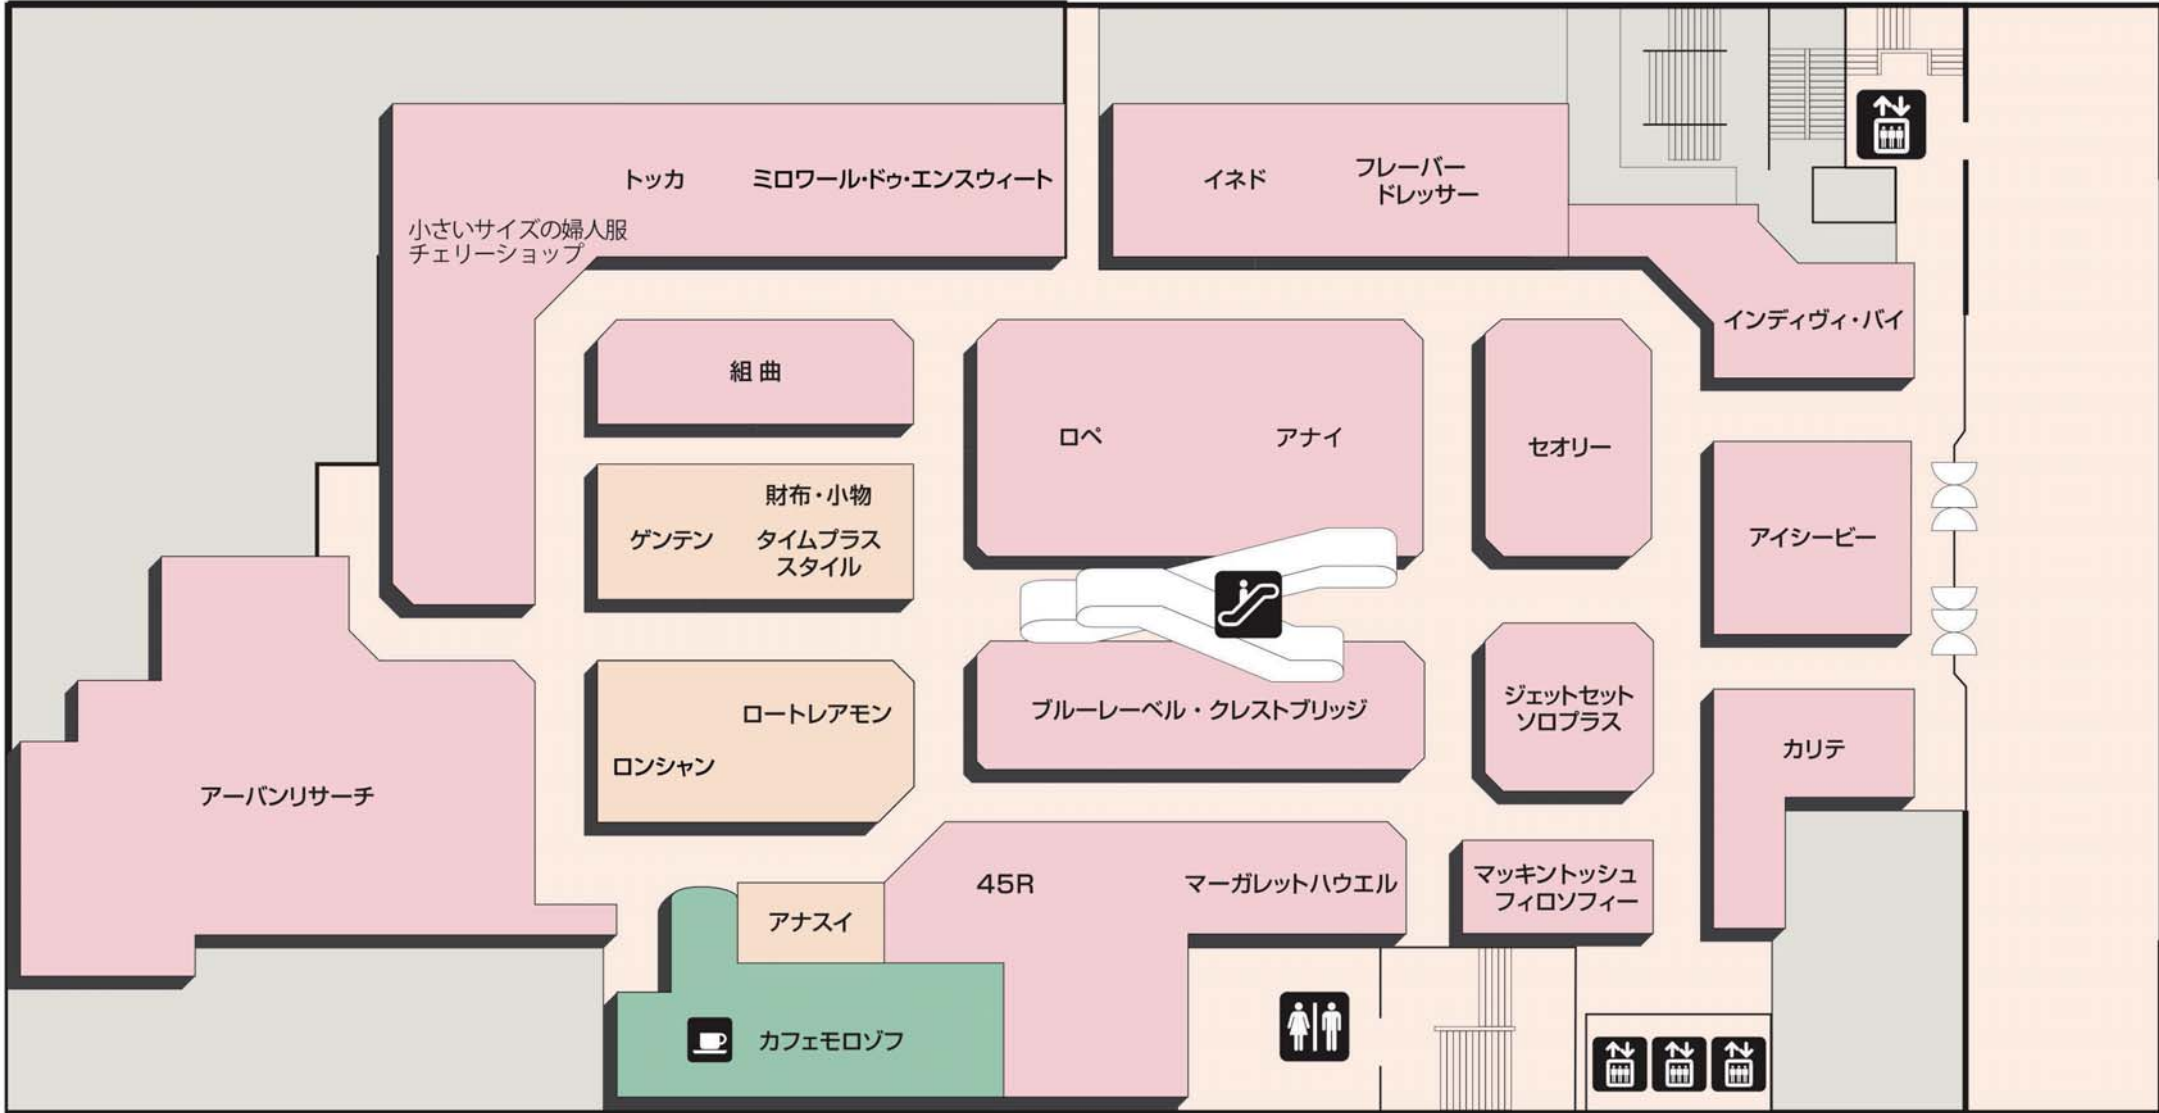 トッカ
ミロワール・ドゥ・エンスウィート
イネド
フレーバー
ドレッサー
小さいサイズの婦人服
チェリーショップ
インディヴィ・バイ
組曲
ロペ
アナイ
セオリー
財布・小物
ゲンテン
タイムプラス
スタイル
アイシービー
ロートレアモン
ロンシャン
ブルーレーベル・クレストブリッジ
ジェットセット
ソロプラス
カリテ
アーバンリサーチ
45R
マーガレットハウエル
マッキントッシュ
フィロソフィー
アナスイ
カフェモロゾフ